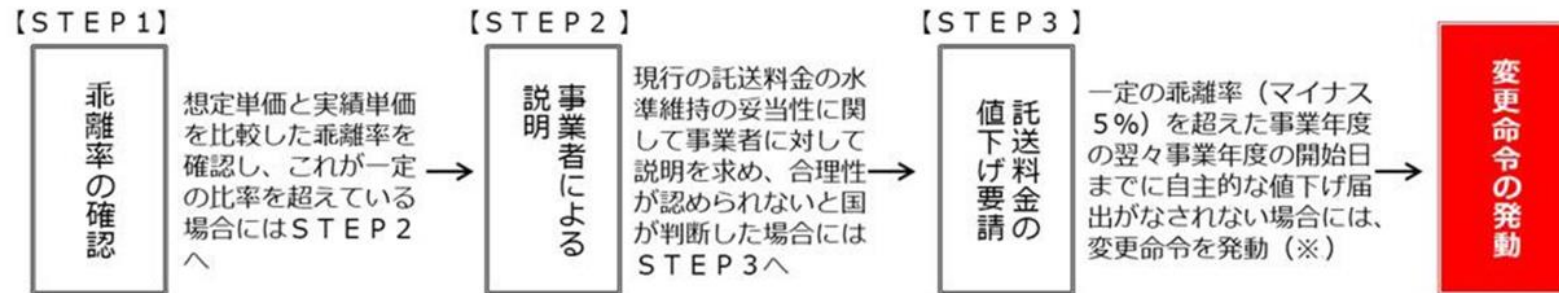 【STEP1】
乖離率の確認
想定単価と実績単価
を比較した乖離率を
確認し、これが一定
の比率を超えている
場合にはSTEP2
へ
【STEP2】
事業者による
説明
現行の託送料金の水
準維持の妥当性に関
して事業者に対して
説明を求め、合理性
が認められないと国
が判断した場合には
STEP3へ
【STEP3】
託送料金の
値下げ要請
一定の乖離率(マイナス
5%)を超えた事業年度
の翌々事業年度の開始日
までに自主的な値下げ届
出がなされない場合には、
変更命令を発動(※)
変更命令の発動